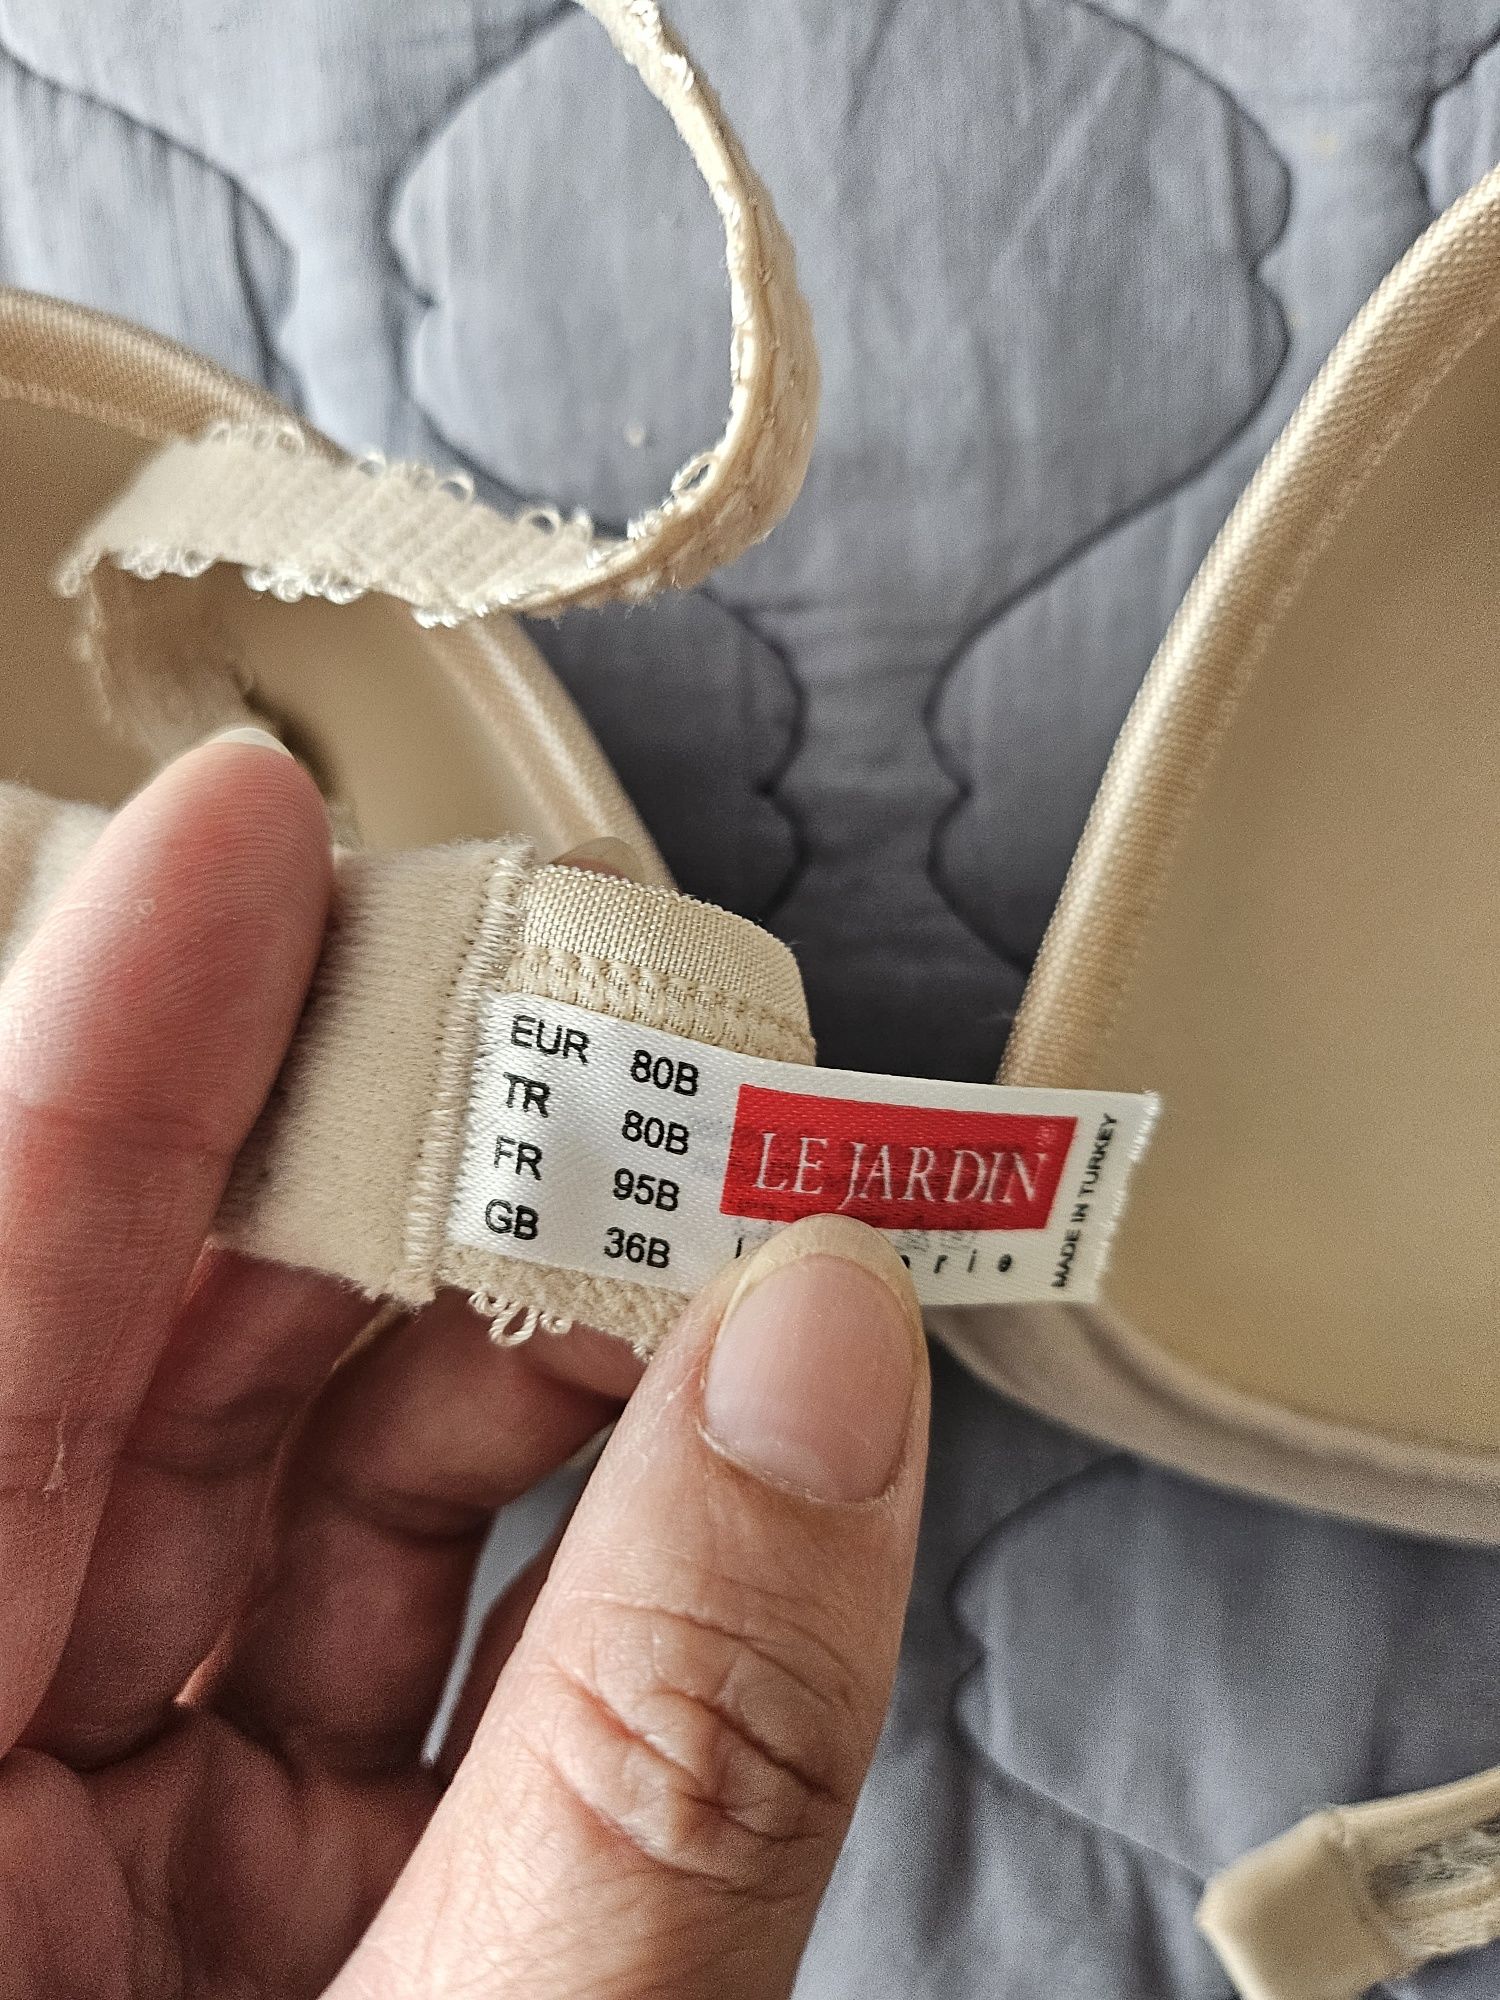 EUR 80B
TR 80B
FR 95B
GB 36B
LE JARDIN®
MADE IN TURKEY